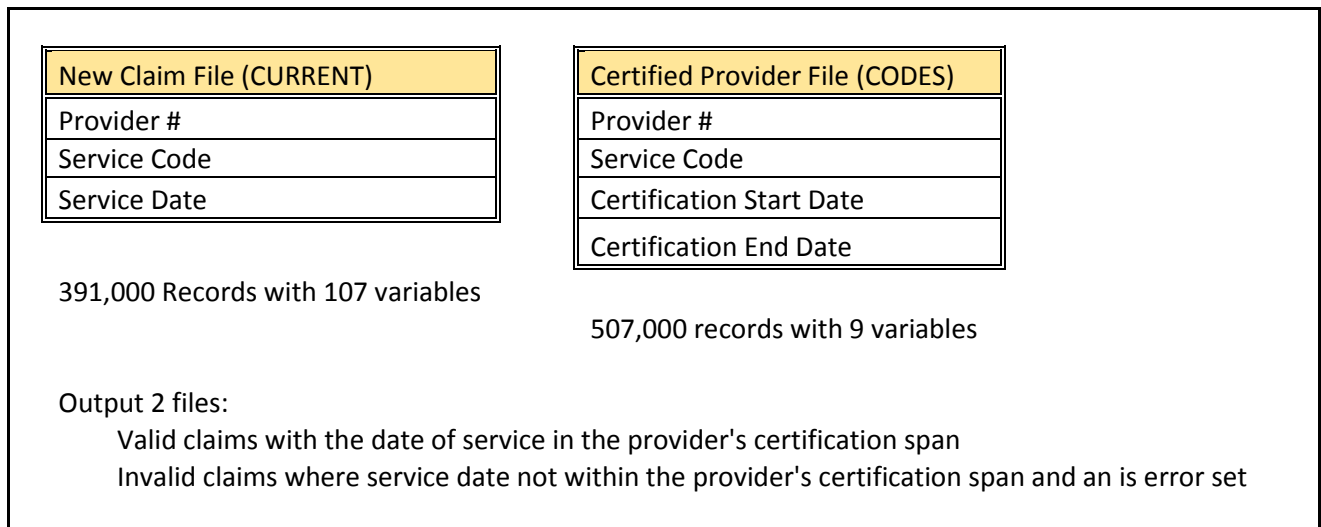 New Claim File (CURRENT)
Provider #
Service Code
Service Date
391,000 Records with 107 variables
Certified Provider File (CODES)
Provider #
Service Code
Certification Start Date
Certification End Date
507,000 records with 9 variables
Output 2 files:
Valid claims with the date of service in the provider's certification span
Invalid claims where service date not within the provider's certification span and an is error set